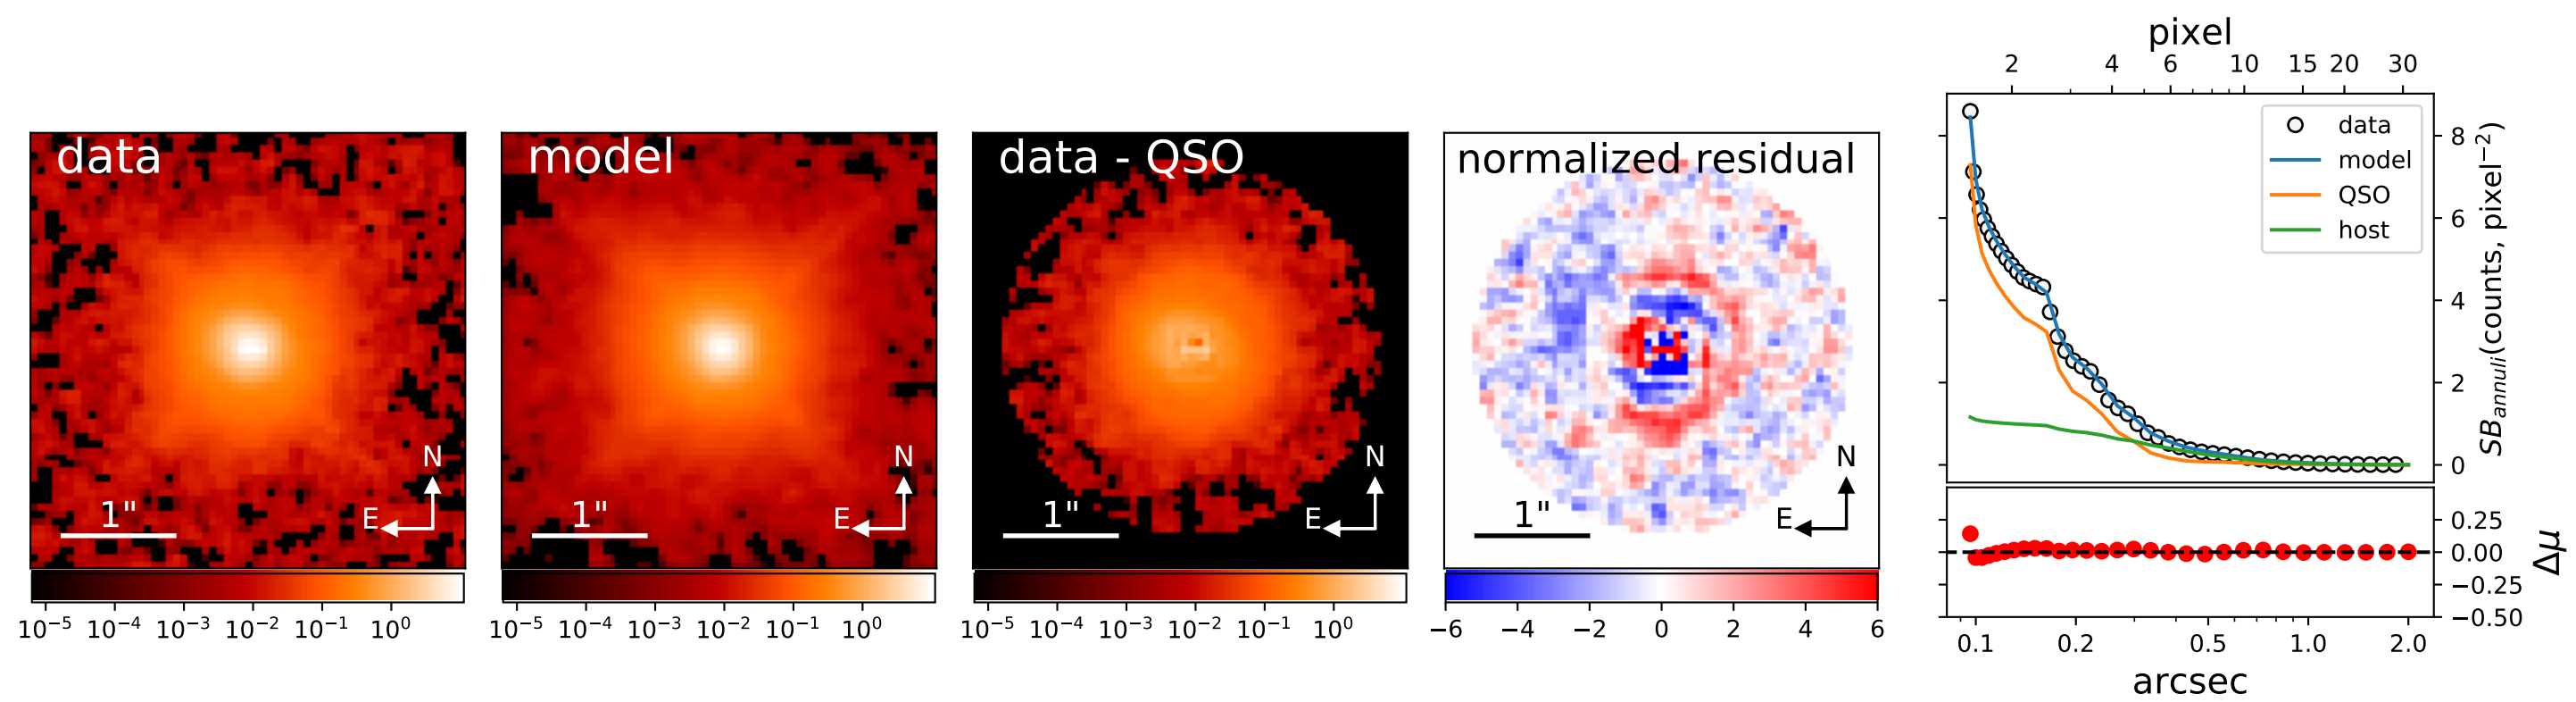 data
N
E
1"
10⁻⁵ 10⁻⁴ 10⁻³ 10⁻² 10⁻¹ 10⁰
model
N
E
1"
10⁻⁵ 10⁻⁴ 10⁻³ 10⁻² 10⁻¹ 10⁰
data - QSO
N
E
1"
10⁻⁵ 10⁻⁴ 10⁻³ 10⁻² 10⁻¹ 10⁰
normalized residual
N
E
1"
−6 −4 −2 0 2 4 6
pixel
2 4 6 10 15 20 30
data
model
QSO
host
8
6
4
2
0
SB_annuli(counts, pixel⁻²)
0.25
0.00
−0.25
−0.50
Δμ
0.1 0.2 0.5 1.0 2.0
arcsec